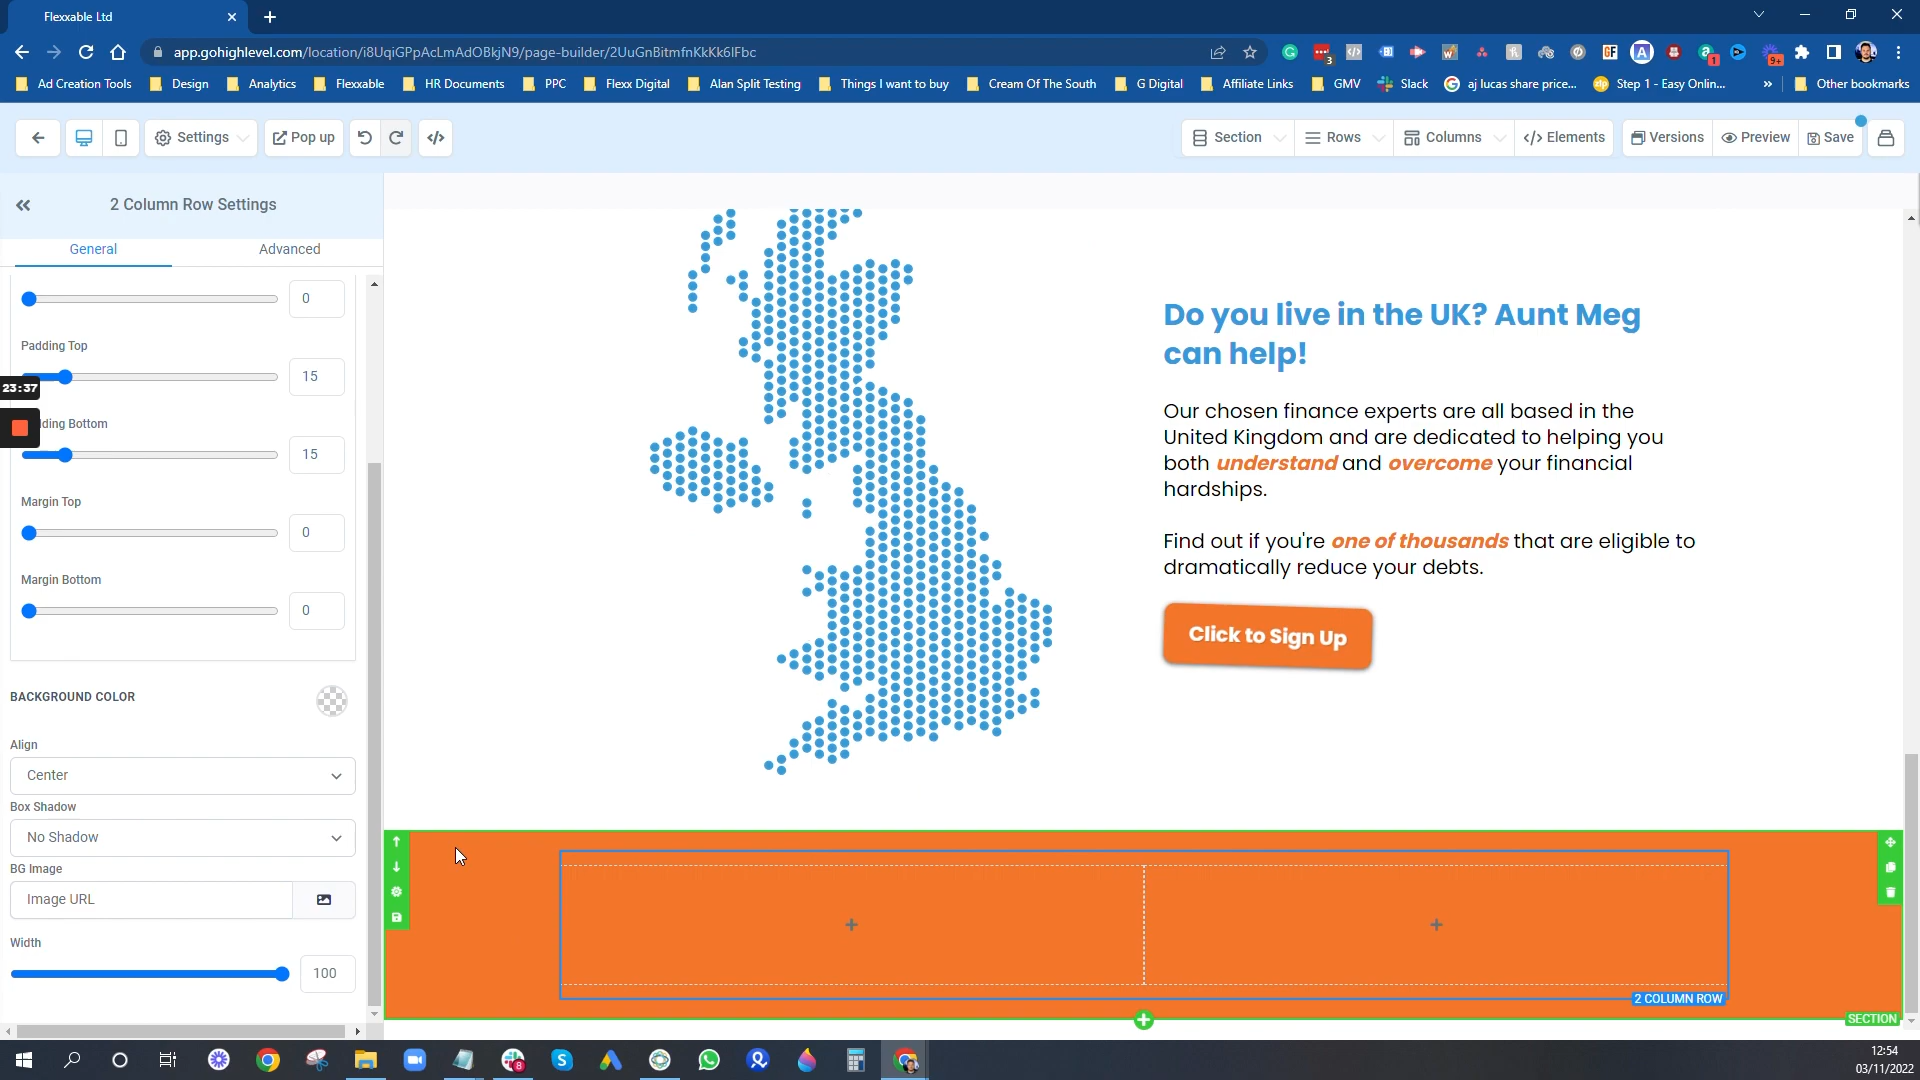 Flexxable Ltd
app.gohighlevel.com/location/i8UqiGPpAcLmAdOBkjN9/page-builder/2UuGnBitmfnKkKk6IFbc
3
1
9+
Ad Creation Tools
Design
Analytics
Flexxable
HR Documents
PPC
Flexx Digital
Alan Split Testing
Things I want to buy
Cream Of The South
G Digital
Affiliate Links
GMV
Slack
aj lucas share price...
Step 1 - Easy Onlin...
»
Other bookmarks
Settings
Pop up
Section
Rows
Columns
</> Elements
Versions
Preview
Save
2 Column Row Settings
General
Advanced
0
Padding Top
15
23:37
dding Bottom
15
Margin Top
0
Margin Bottom
0
BACKGROUND COLOR
Align
Center
Box Shadow
No Shadow
BG Image
Image URL
Width
100
Do you live in the UK? Aunt Meg
can help!
Our chosen finance experts are all based in the
United Kingdom and are dedicated to helping you
both understand and overcome your financial
hardships.
Find out if you're one of thousands that are eligible to
dramatically reduce your debts.
Click to Sign Up
2 COLUMN ROW
SECTION
8
12:54
03/11/2022